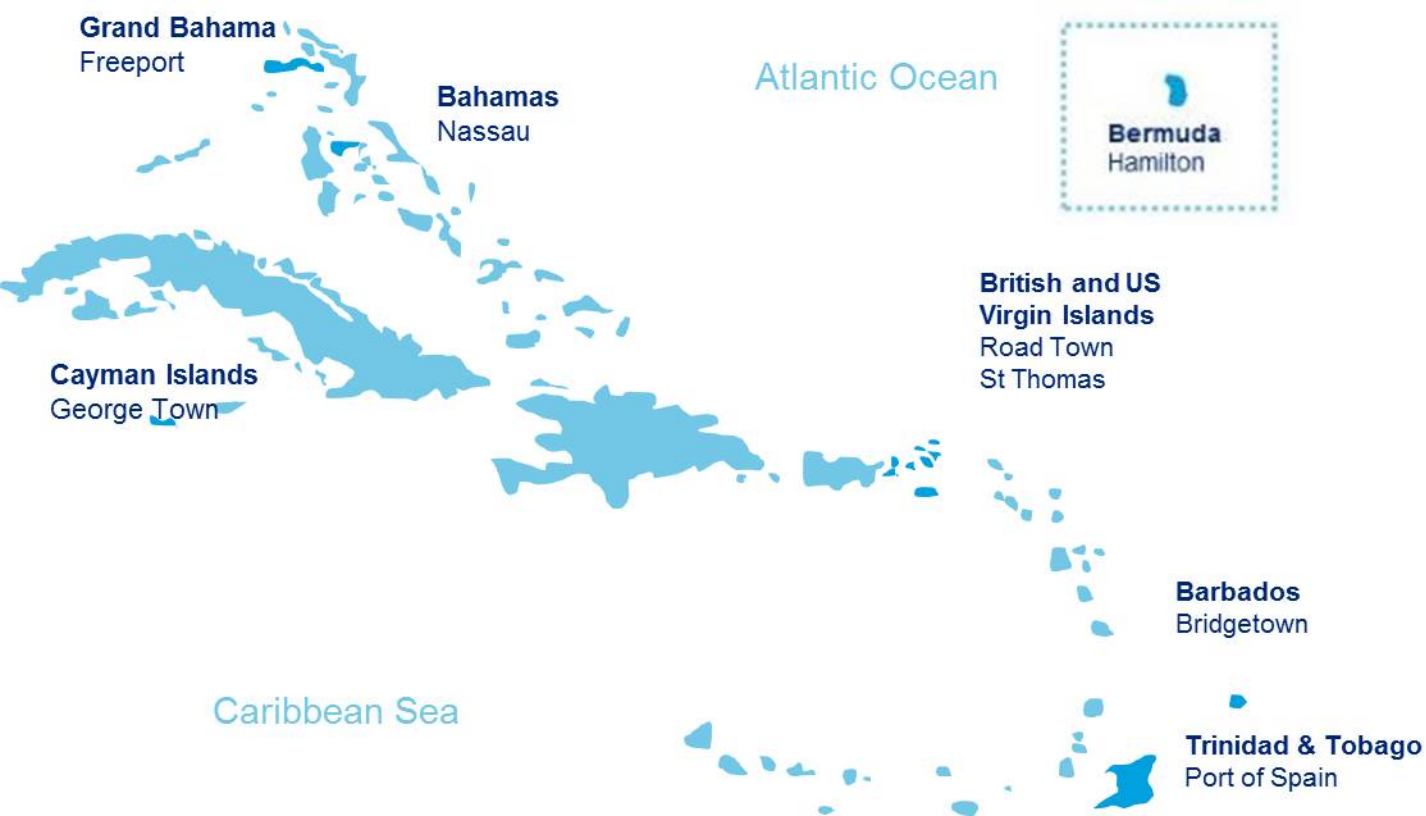 Grand Bahama
Freeport
Bahamas
Nassau
Atlantic Ocean
Bermuda
Hamilton
British and US
Virgin Islands
Road Town
St Thomas
Cayman Islands
George Town
Barbados
Bridgetown
Caribbean Sea
Trinidad & Tobago
Port of Spain